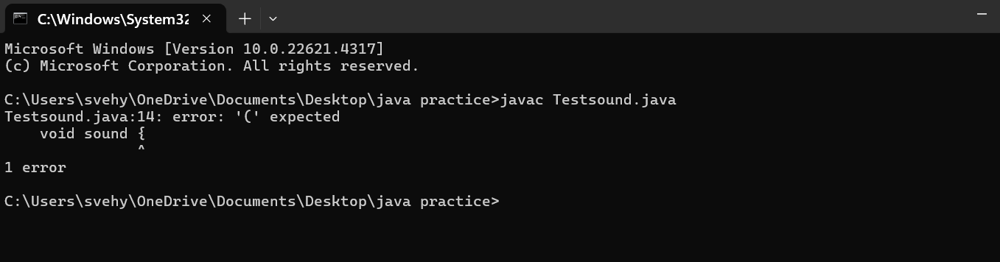 C:\Windows\System32
Microsoft Windows [Version 10.0.22621.4317]
(c) Microsoft Corporation. All rights reserved.
C:\Users\svehy\OneDrive\Documents\Desktop\java practice>javac Testsound.java
Testsound.java:14: error: '(' expected
    void sound {
               ^
1 error
C:\Users\svehy\OneDrive\Documents\Desktop\java practice>